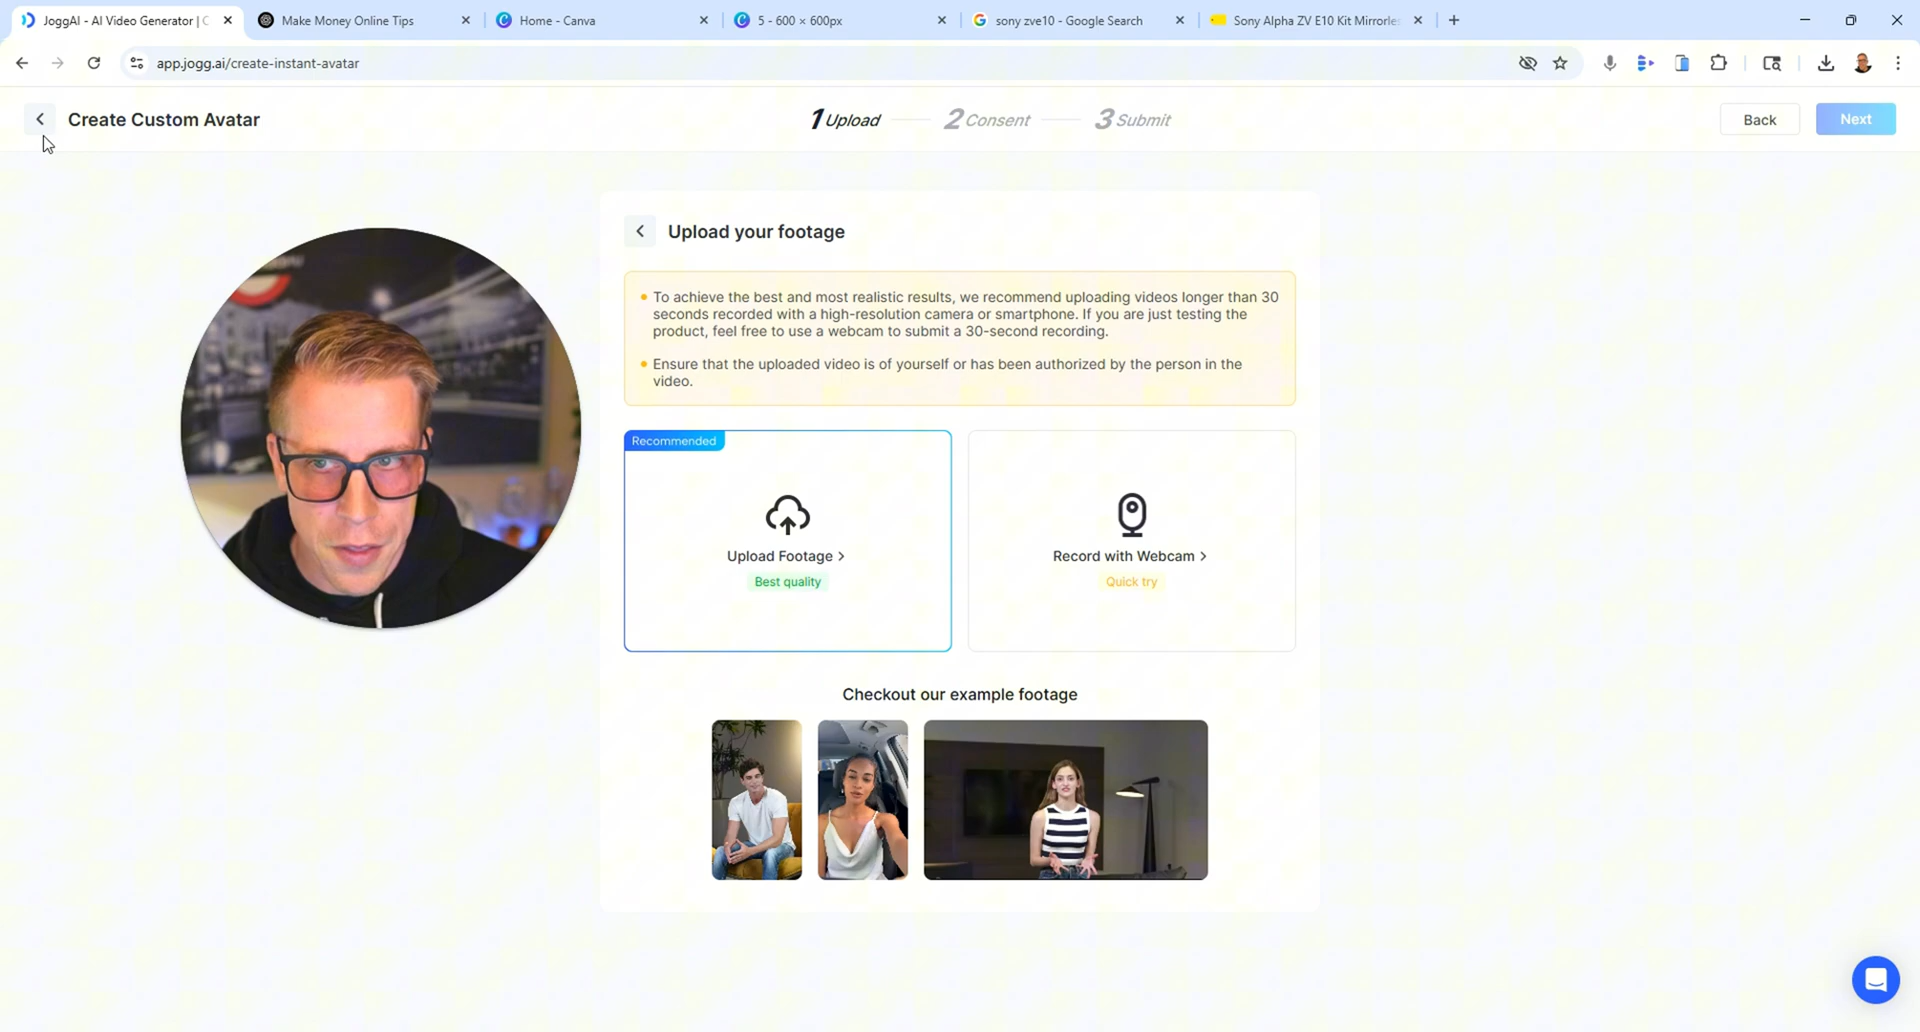 JoggAI - AI Video Generator | C
Make Money Online Tips
Home - Canva
5 - 600 × 600px
sony zve10 - Google Search
Sony Alpha ZV E10 Kit Mirrorles
app.jogg.ai/create-instant-avatar
Create Custom Avatar
1 Upload
2 Consent
3 Submit
Back
Next
Upload your footage
To achieve the best and most realistic results, we recommend uploading videos longer than 30
seconds recorded with a high-resolution camera or smartphone. If you are just testing the
product, feel free to use a webcam to submit a 30-second recording.
Ensure that the uploaded video is of yourself or has been authorized by the person in the
video.
Recommended
Upload Footage >
Best quality
Record with Webcam >
Quick try
Checkout our example footage